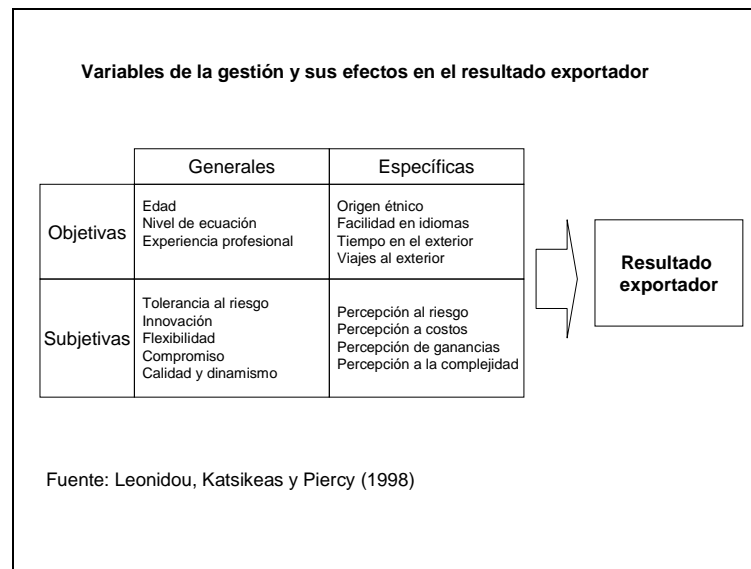 Variables de la gestión y sus efectos en el resultado exportador
Generales
Específicas
Objetivas
Edad
Nivel de ecuación
Experiencia profesional
Origen étnico
Facilidad en idiomas
Tiempo en el exterior
Viajes al exterior
Subjetivas
Tolerancia al riesgo
Innovación
Flexibilidad
Compromiso
Calidad y dinamismo
Percepción al riesgo
Percepción a costos
Percepción de ganancias
Percepción a la complejidad
Resultado
exportador
Fuente: Leonidou, Katsikeas y Piercy (1998)